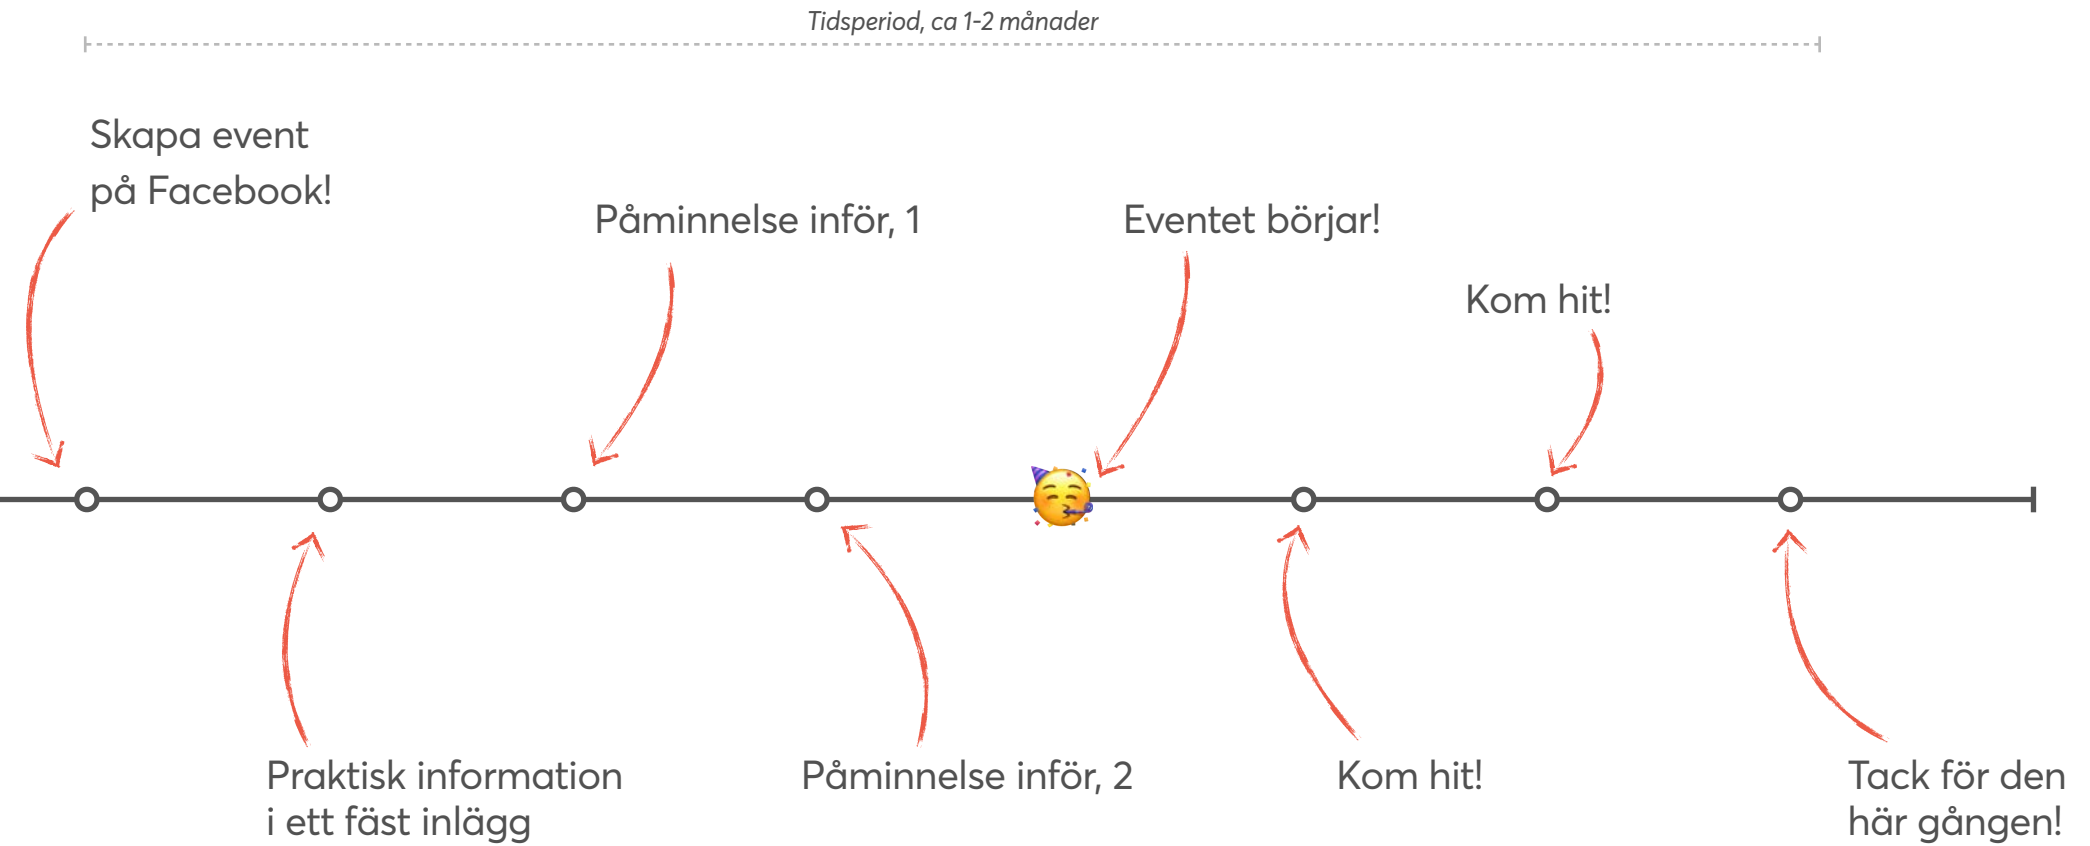 Tidsperiod, ca 1-2 månader
Skapa event
på Facebook!
Påminnelse inför, 1
Eventet börjar!
Kom hit!
Praktisk information
i ett fäst inlägg
Påminnelse inför, 2
Kom hit!
Tack för den
här gången!